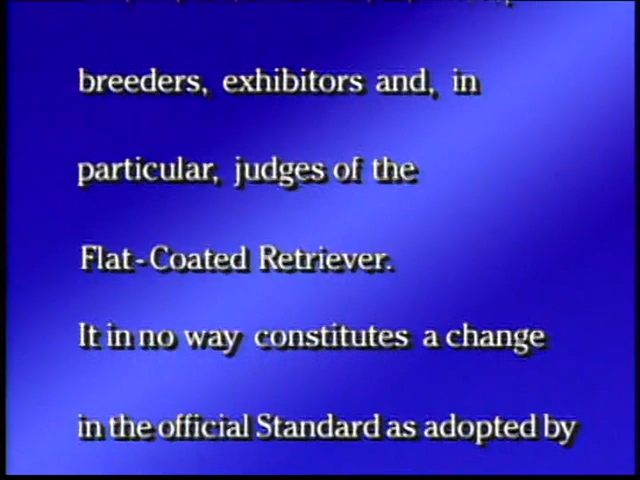 breeders, exhibitors and, in
particular, judges of the
Flat-Coated Retriever.
It in no way constitutes a change
in the official Standard as adopted by